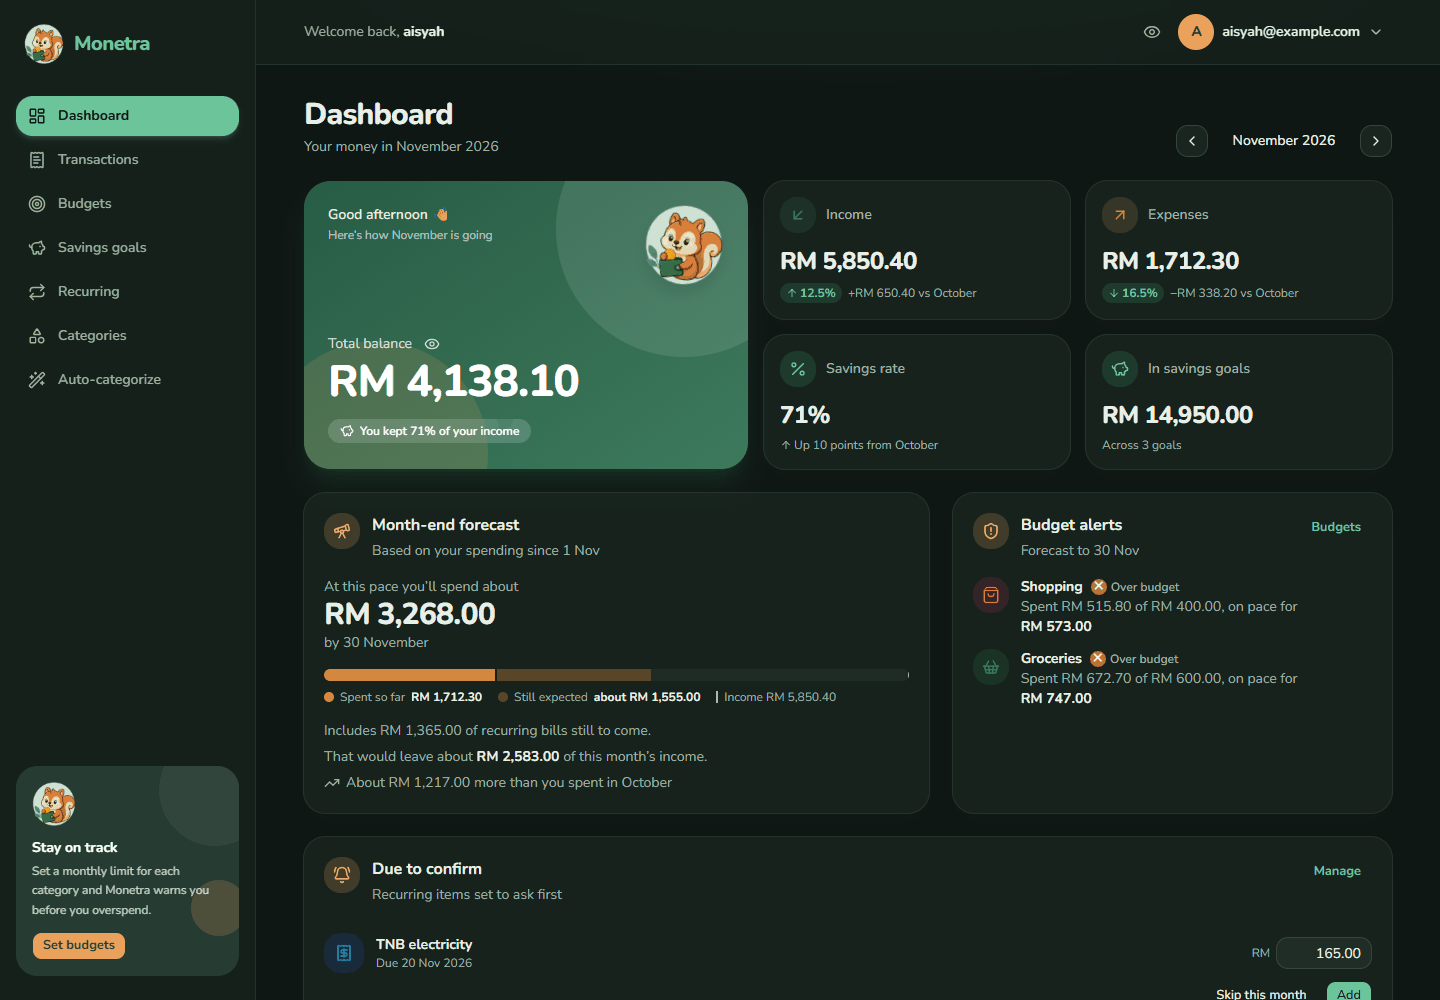 Monetra
Welcome back, aisyah
A
aisyah@example.com
Dashboard
Transactions
Budgets
Savings goals
Recurring
Categories
Auto-categorize
Stay on track
Set a monthly limit for each
category and Monetra warns you
before you overspend.
Set budgets
Dashboard
Your money in November 2026
November 2026
Good afternoon
Here's how November is going
Total balance
RM 4,138.10
You kept 71% of your income
Income
RM 5,850.40
↑ 12.5% +RM 650.40 vs October
Expenses
RM 1,712.30
↓ 16.5% −RM 338.20 vs October
Savings rate
71%
↑ Up 10 points from October
In savings goals
RM 14,950.00
Across 3 goals
Month-end forecast
Based on your spending since 1 Nov
At this pace you'll spend about
RM 3,268.00
by 30 November
Spent so far RM 1,712.30 Still expected about RM 1,555.00 Income RM 5,850.40
Includes RM 1,365.00 of recurring bills still to come.
That would leave about RM 2,583.00 of this month's income.
About RM 1,217.00 more than you spent in October
Budget alerts
Budgets
Forecast to 30 Nov
Shopping Over budget
Spent RM 515.80 of RM 400.00, on pace for
RM 573.00
Groceries Over budget
Spent RM 672.70 of RM 600.00, on pace for
RM 747.00
Due to confirm
Manage
Recurring items set to ask first
TNB electricity
Due 20 Nov 2026
RM 165.00
Skip this month Add